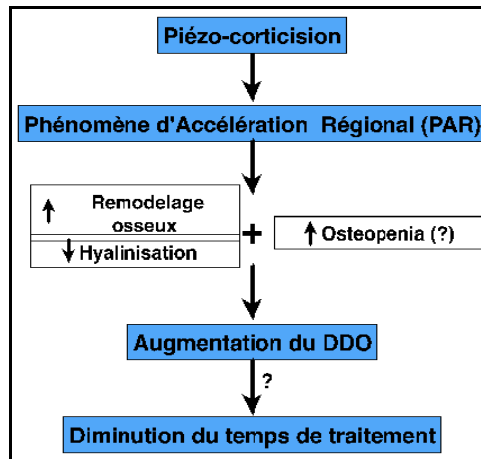 Piézo-corticision
Phénomène d'Accélération Régional (PAR)
↑ Remodelage
osseux
↓ Hyalinisation
+
↑ Osteopenia (?)
Augmentation du DDO
?
Diminution du temps de traitement